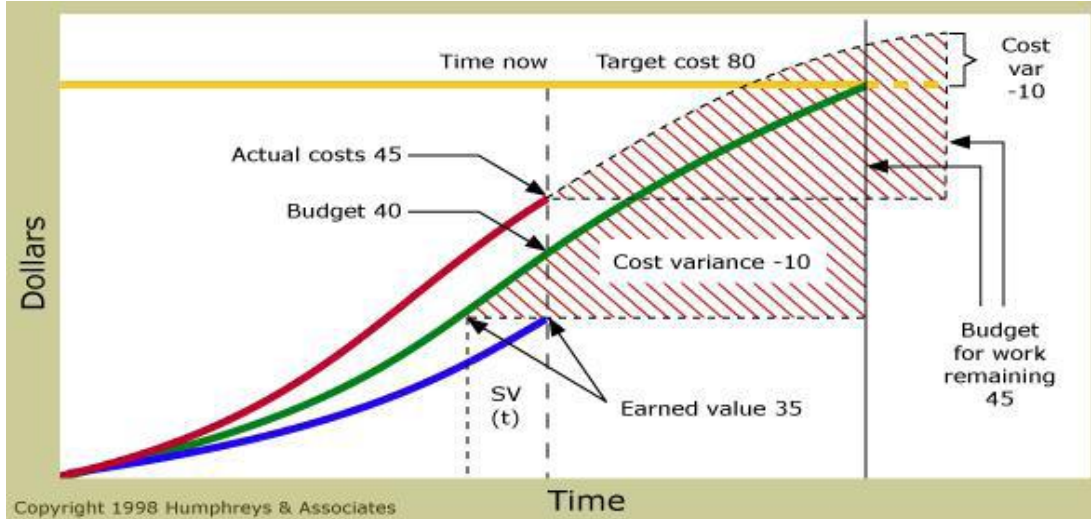 Time now
Target cost 80
Cost
var
-10
Actual costs 45
Budget 40
Cost variance -10
Dollars
SV
(t)
Earned value 35
Budget
for work
remaining
45
Time
Copyright 1998 Humphreys & Associates